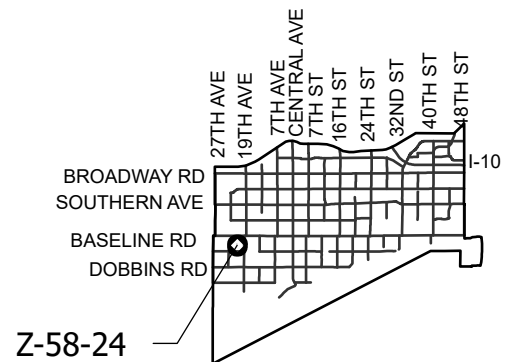 27TH AVE
19TH AVE
7TH AVE
CENTRAL AVE
7TH ST
16TH ST
24TH ST
32ND ST
40TH ST
48TH ST
I-10
BROADWAY RD
SOUTHERN AVE
BASELINE RD
DOBBINS RD
Z-58-24